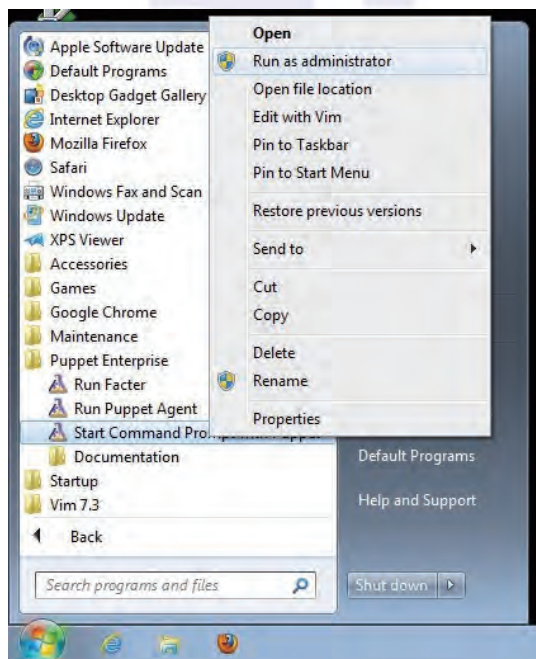 Apple Software Update
Default Programs
Desktop Gadget Gallery
Internet Explorer
Mozilla Firefox
Safari
Windows Fax and Scan
Windows Update
XPS Viewer
Accessories
Games
Google Chrome
Maintenance
Puppet Enterprise
Run Facter
Run Puppet Agent
Start Command Prompt with Puppet
Documentation
Startup
Vim 7.3
Back
Search programs and files
Open
Run as administrator
Open file location
Edit with Vim
Pin to Taskbar
Pin to Start Menu
Restore previous versions
Send to
Cut
Copy
Delete
Rename
Properties
Default Programs
Help and Support
Shut down